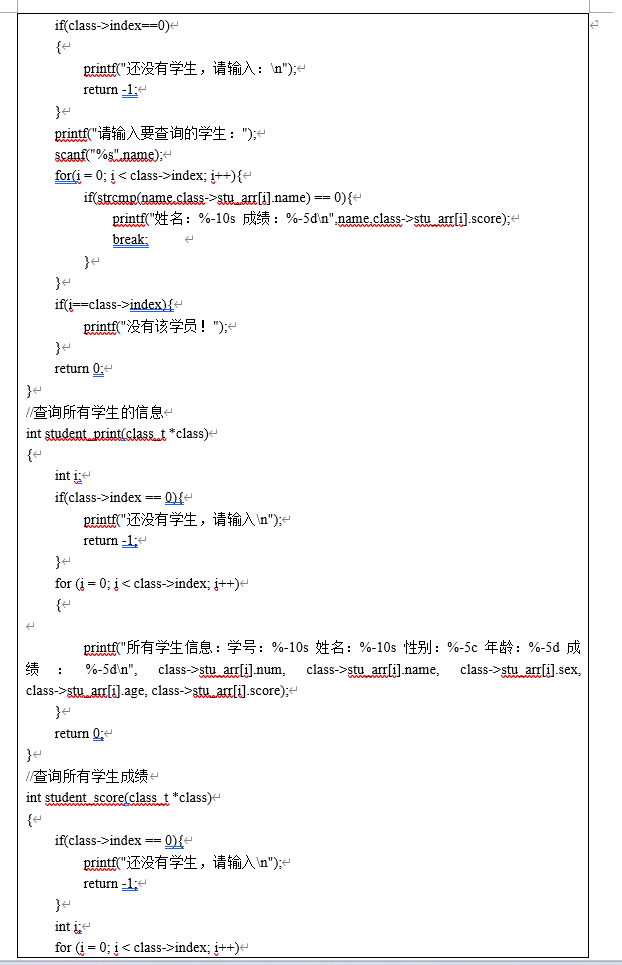 if(class->index==0)
{
printf("还没有学生，请输入：\n");
return -1;
}
printf("请输入要查询的学生：");
scanf("%s",name);
for(i = 0; i < class->index; i++){
if(strcmp(name,class->stu_arr[i].name) == 0){
printf("姓名：%-10s 成绩：%-5d\n",name,class->stu_arr[i].score);
break;
}
}
if(i==class->index){
printf("没有该学员！");
}
return 0;
}
//查询所有学生的信息
int student_print(class_t *class)
{
int i;
if(class->index == 0){
printf("还没有学生，请输入\n");
return -1;
}
for (i = 0; i < class->index; i++)
{
printf("所有学生信息：学号：%-10s 姓名：%-10s 性别：%-5c 年龄：%-5d 成
绩 ： %-5d\n", class->stu_arr[i].num, class->stu_arr[i].name, class->stu_arr[i].sex,
class->stu_arr[i].age, class->stu_arr[i].score);
}
return 0;
}
//查询所有学生成绩
int student_score(class_t *class)
{
if(class->index == 0){
printf("还没有学生，请输入\n");
return -1;
}
int i;
for (i = 0; i < class->index; i++)